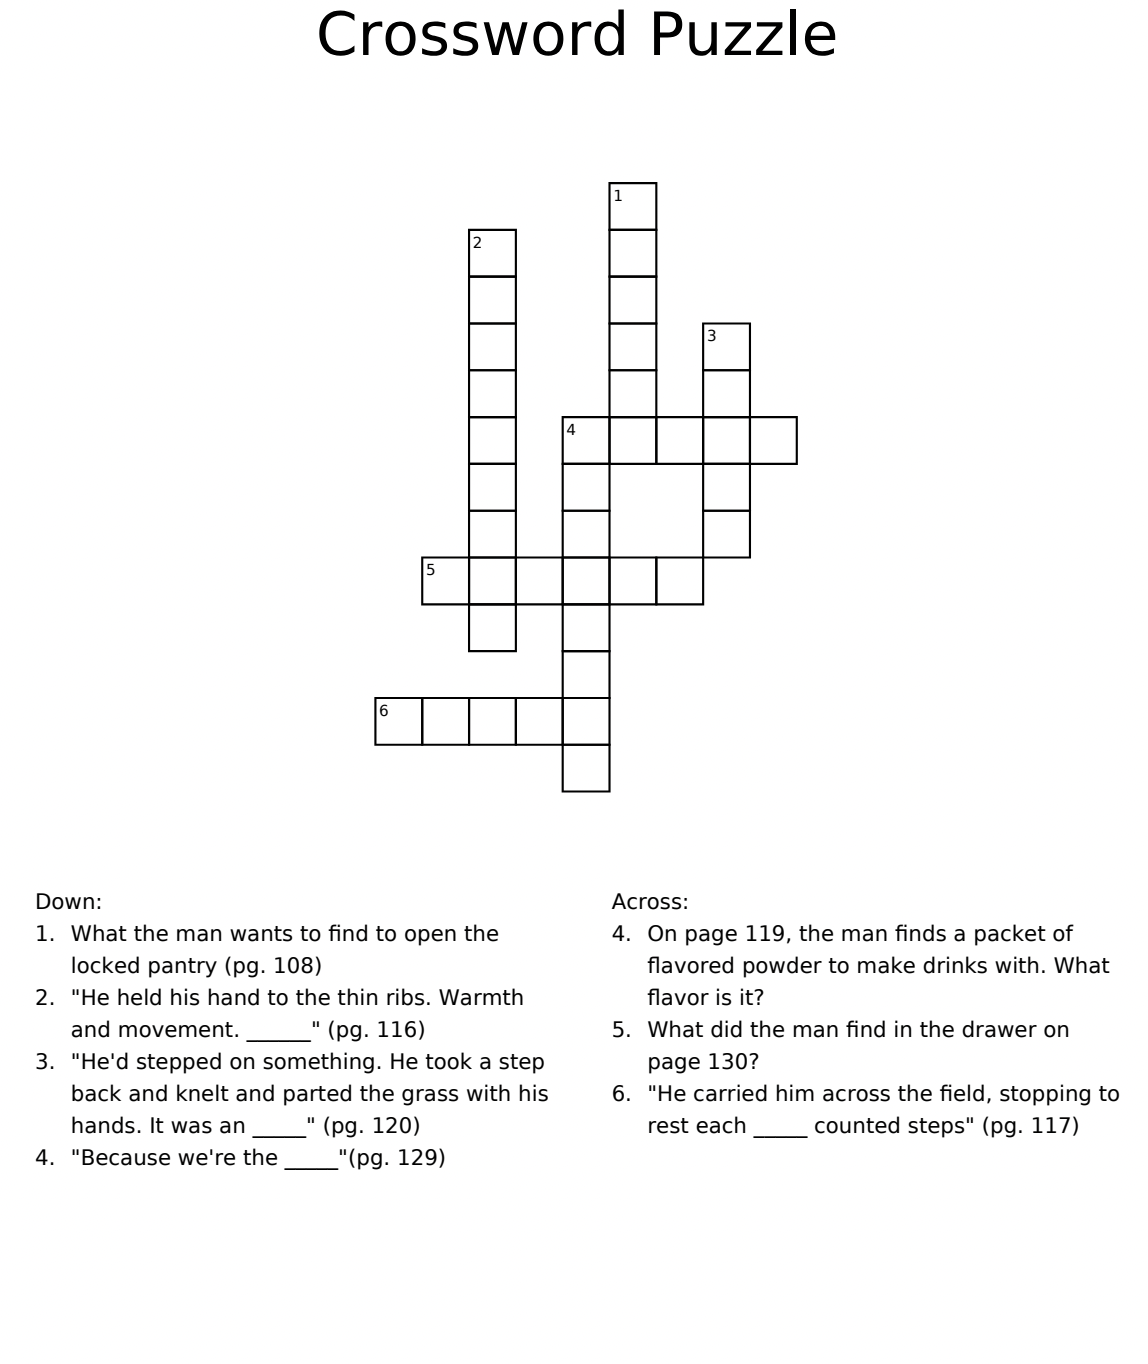 Crossword Puzzle
1
2
3
4
5
6
Down:
1. What the man wants to find to open the
locked pantry (pg. 108)
2. "He held his hand to the thin ribs. Warmth
and movement. ______" (pg. 116)
3. "He'd stepped on something. He took a step
back and knelt and parted the grass with his
hands. It was an _____" (pg. 120)
4. "Because we're the _____"(pg. 129)
Across:
4. On page 119, the man finds a packet of
flavored powder to make drinks with. What
flavor is it?
5. What did the man find in the drawer on
page 130?
6. "He carried him across the field, stopping to
rest each _____ counted steps" (pg. 117)